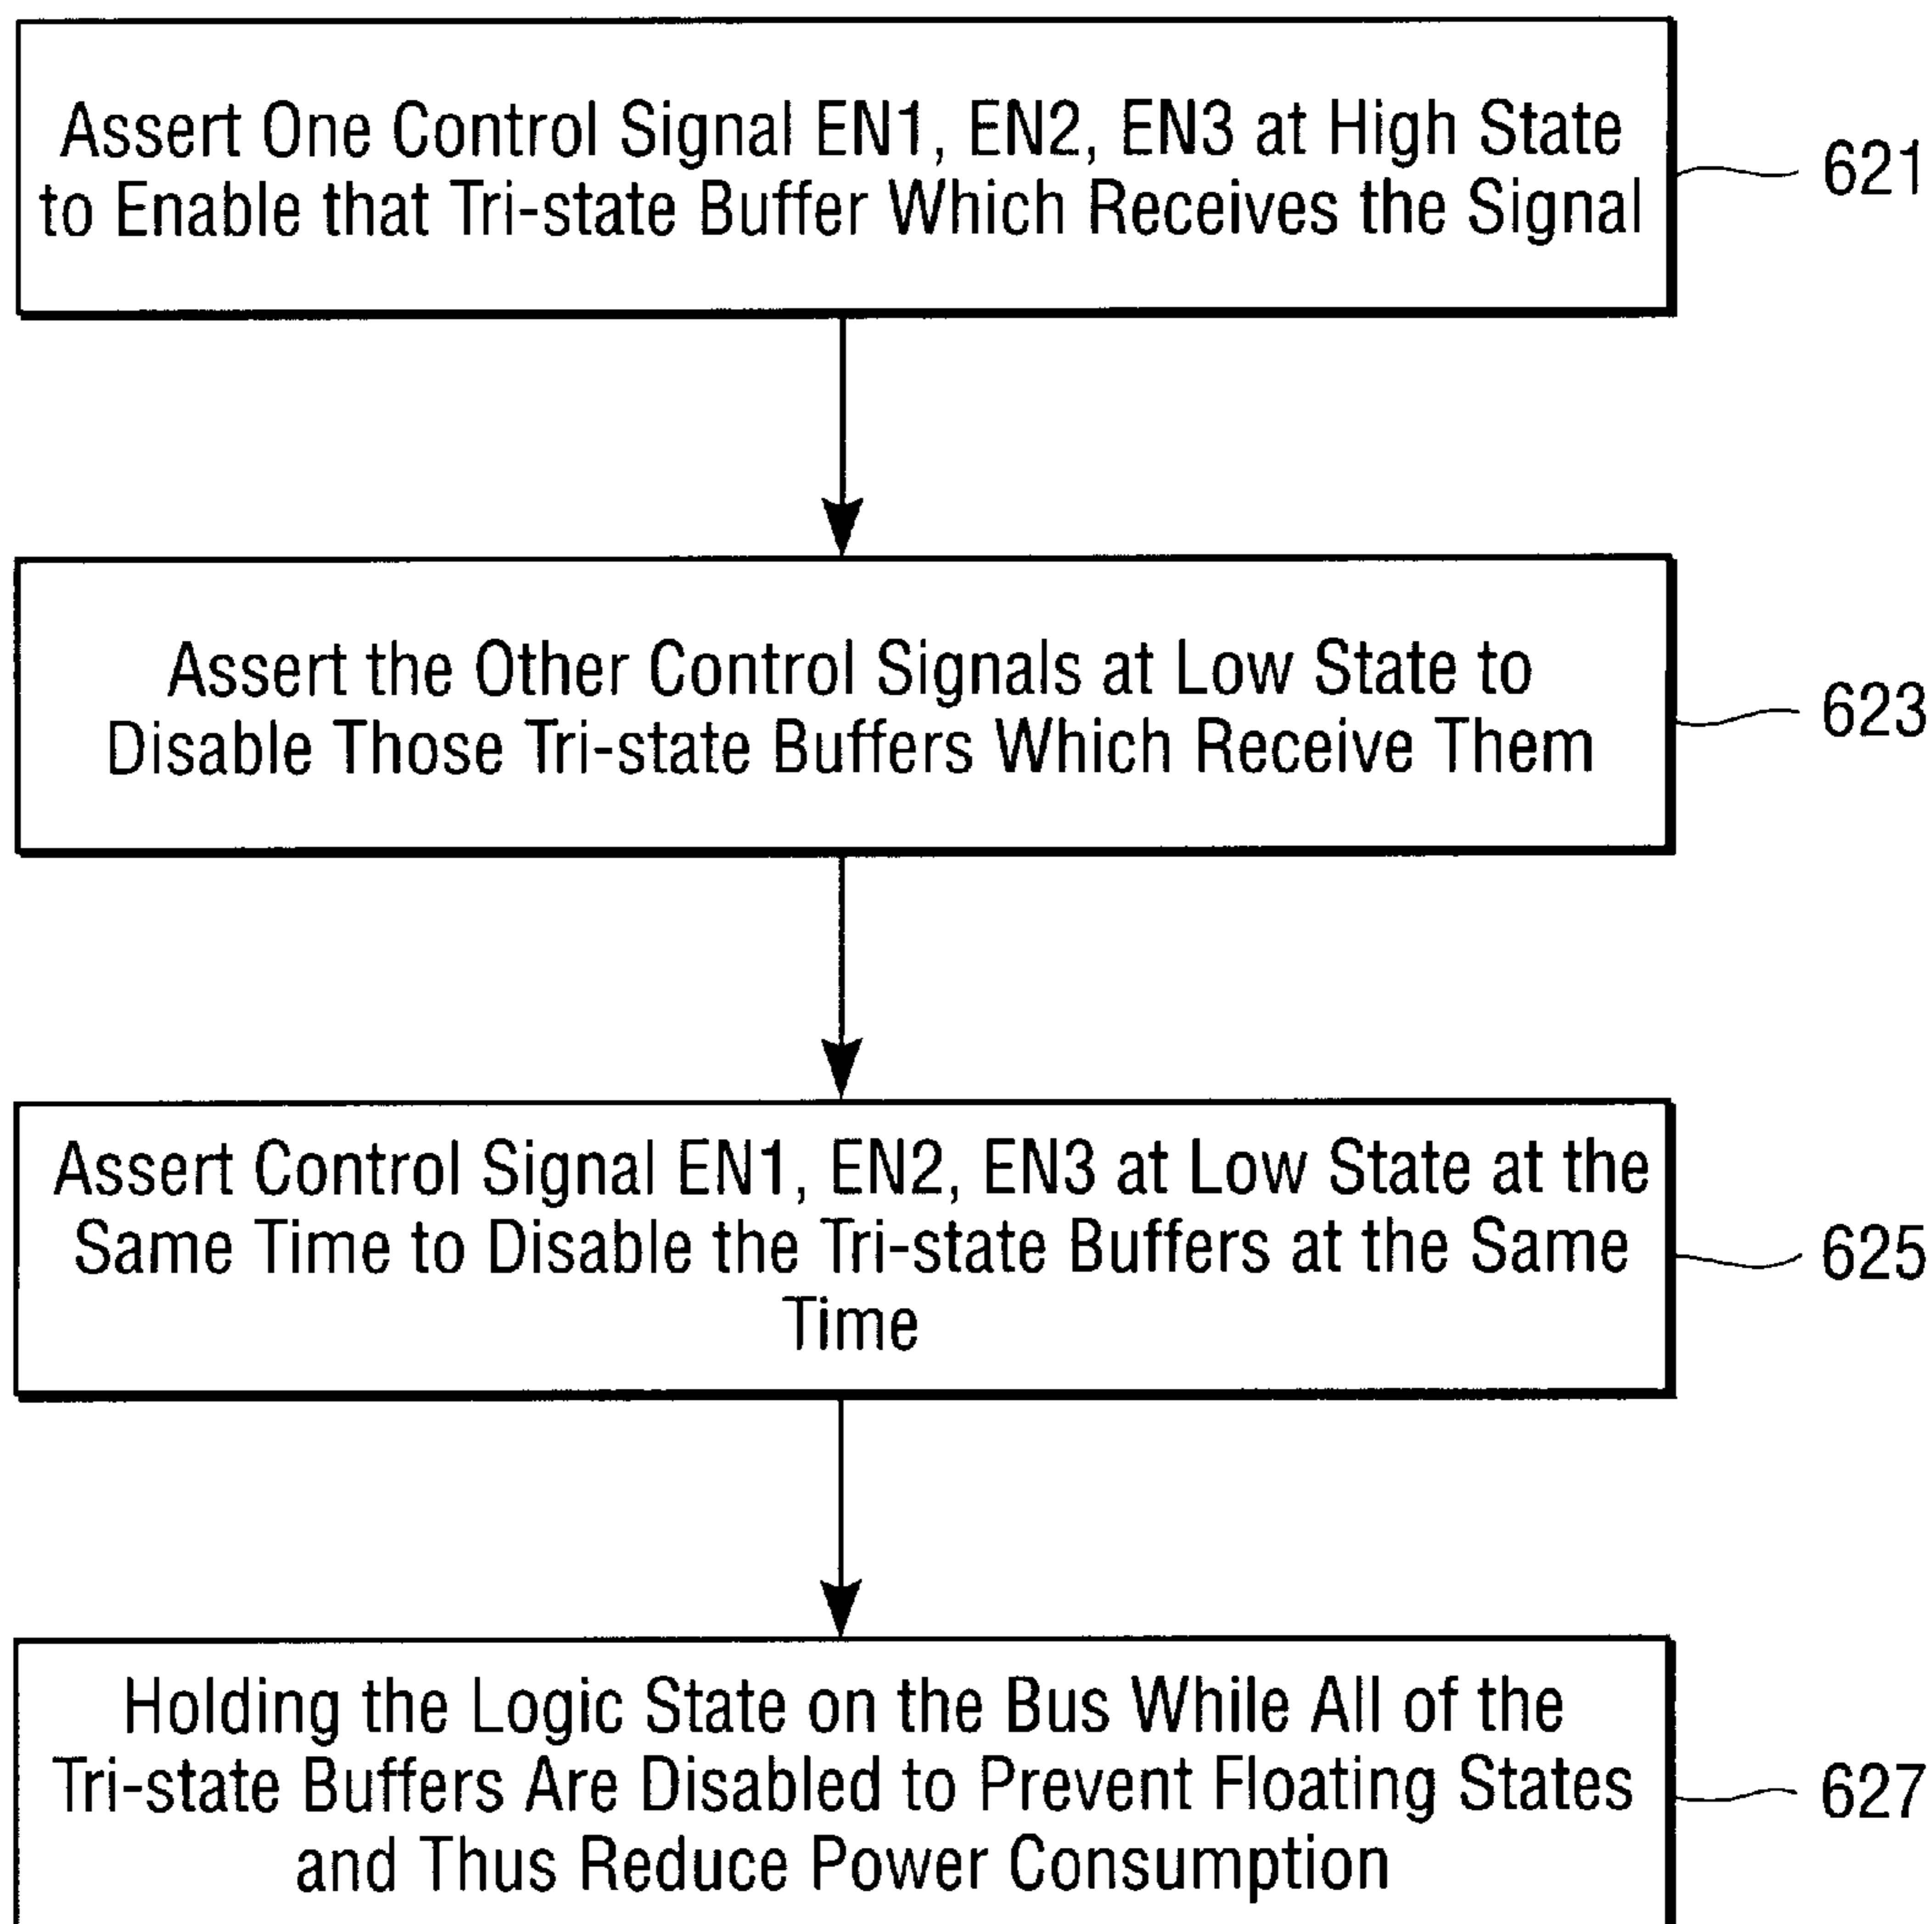 Assert One Control Signal EN1, EN2, EN3 at High State
to Enable that Tri-state Buffer Which Receives the Signal
621
Assert the Other Control Signals at Low State to
Disable Those Tri-state Buffers Which Receive Them
623
Assert Control Signal EN1, EN2, EN3 at Low State at the
Same Time to Disable the Tri-state Buffers at the Same
Time
625
Holding the Logic State on the Bus While All of the
Tri-state Buffers Are Disabled to Prevent Floating States
and Thus Reduce Power Consumption
627